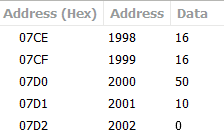 Address (Hex) Address Data
07CE 1998 16
07CF 1999 16
07D0 2000 50
07D1 2001 10
07D2 2002 0